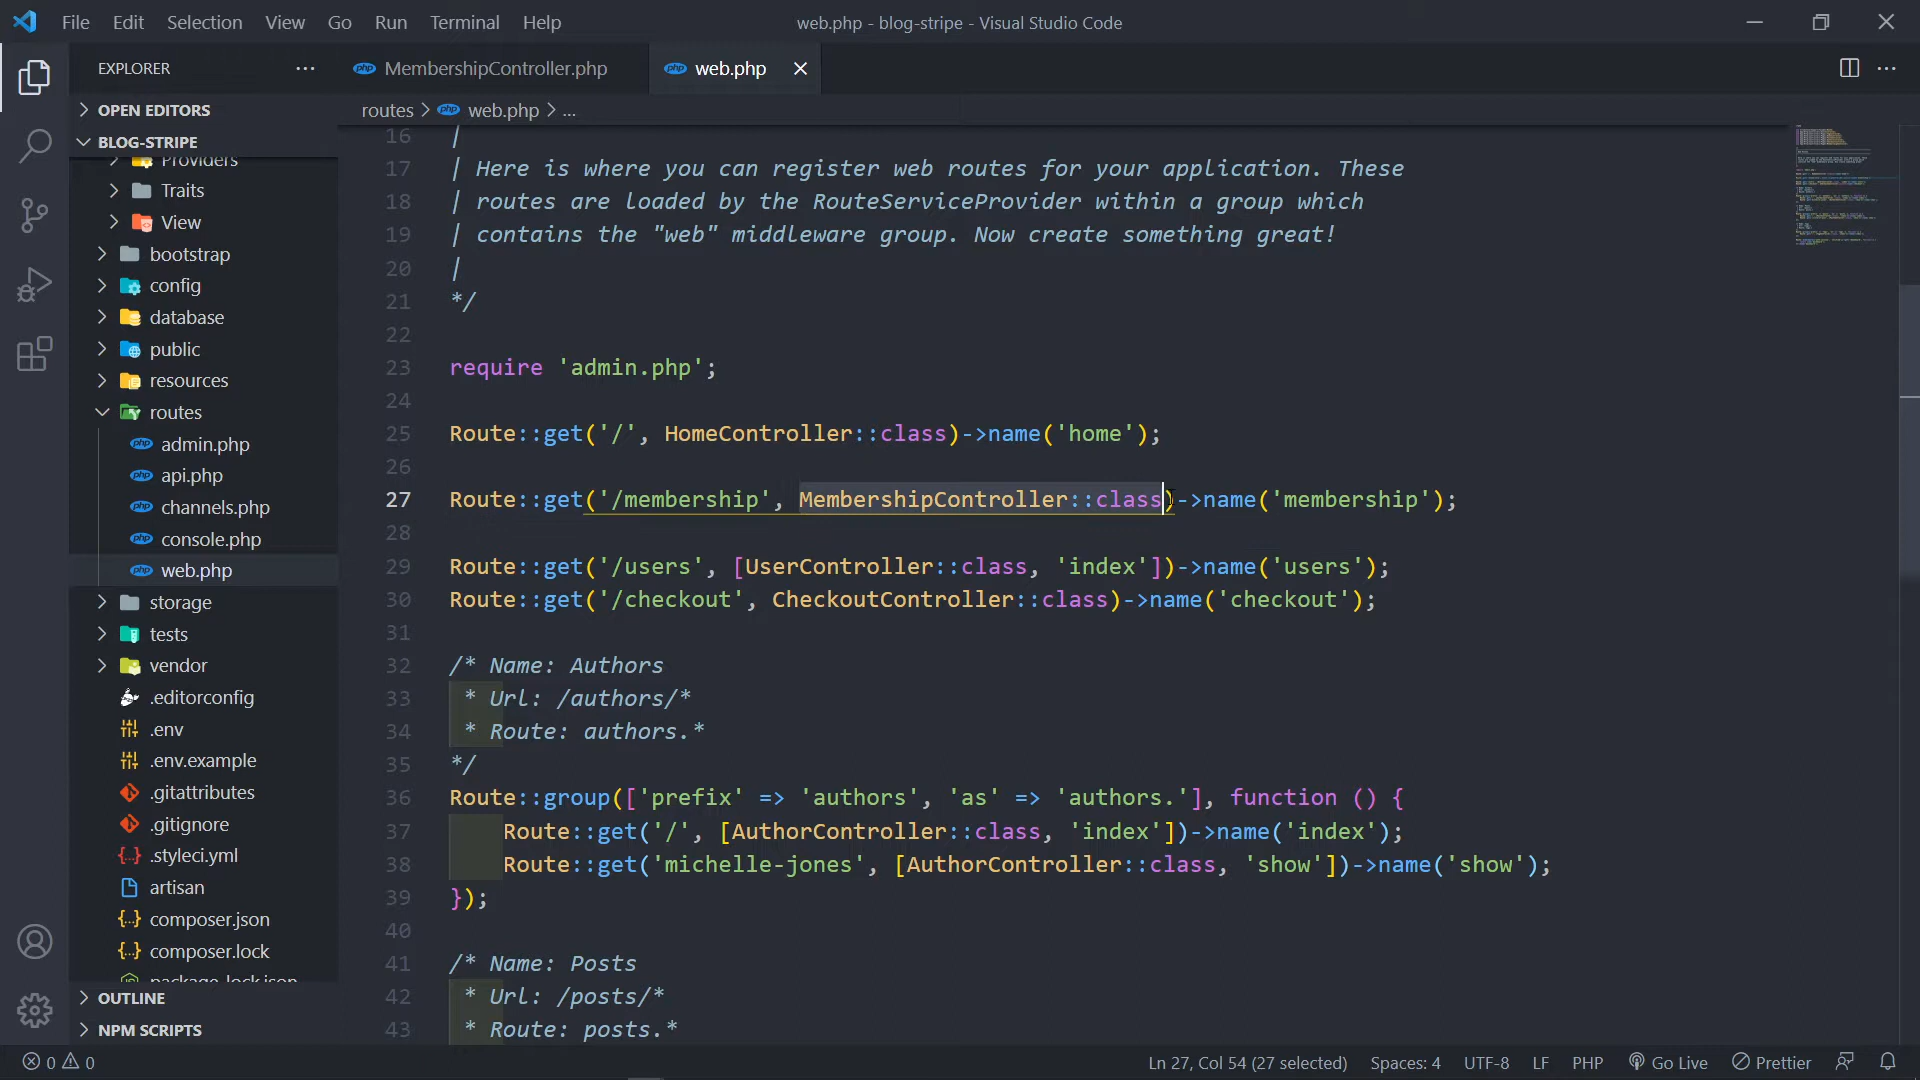 File Edit Selection View Go Run Terminal Help
web.php - blog-stripe - Visual Studio Code
EXPLORER
OPEN EDITORS
BLOG-STRIPE
Providers
Traits
View
bootstrap
config
database
public
resources
routes
admin.php
api.php
channels.php
console.php
web.php
storage
tests
vendor
.editorconfig
.env
.env.example
.gitattributes
.gitignore
.styleci.yml
artisan
composer.json
composer.lock
package-lock.json
OUTLINE
NPM SCRIPTS
MembershipController.php
web.php
routes > web.php > ...
16 |
17 | Here is where you can register web routes for your application. These
18 | routes are loaded by the RouteServiceProvider within a group which
19 | contains the "web" middleware group. Now create something great!
20 |
21 */
22
23 require 'admin.php';
24
25 Route::get('/', HomeController::class)->name('home');
26
27 Route::get('/membership', MembershipController::class)->name('membership');
28
29 Route::get('/users', [UserController::class, 'index'])->name('users');
30 Route::get('/checkout', CheckoutController::class)->name('checkout');
31
32 /* Name: Authors
33 * Url: /authors/*
34 * Route: authors.*
35 */
36 Route::group(['prefix' => 'authors', 'as' => 'authors.'], function () {
37 Route::get('/', [AuthorController::class, 'index'])->name('index');
38 Route::get('michelle-jones', [AuthorController::class, 'show'])->name('show');
39 });
40
41 /* Name: Posts
42 * Url: /posts/*
43 * Route: posts.*
0 0
Ln 27, Col 54 (27 selected) Spaces: 4 UTF-8 LF PHP Go Live Prettier